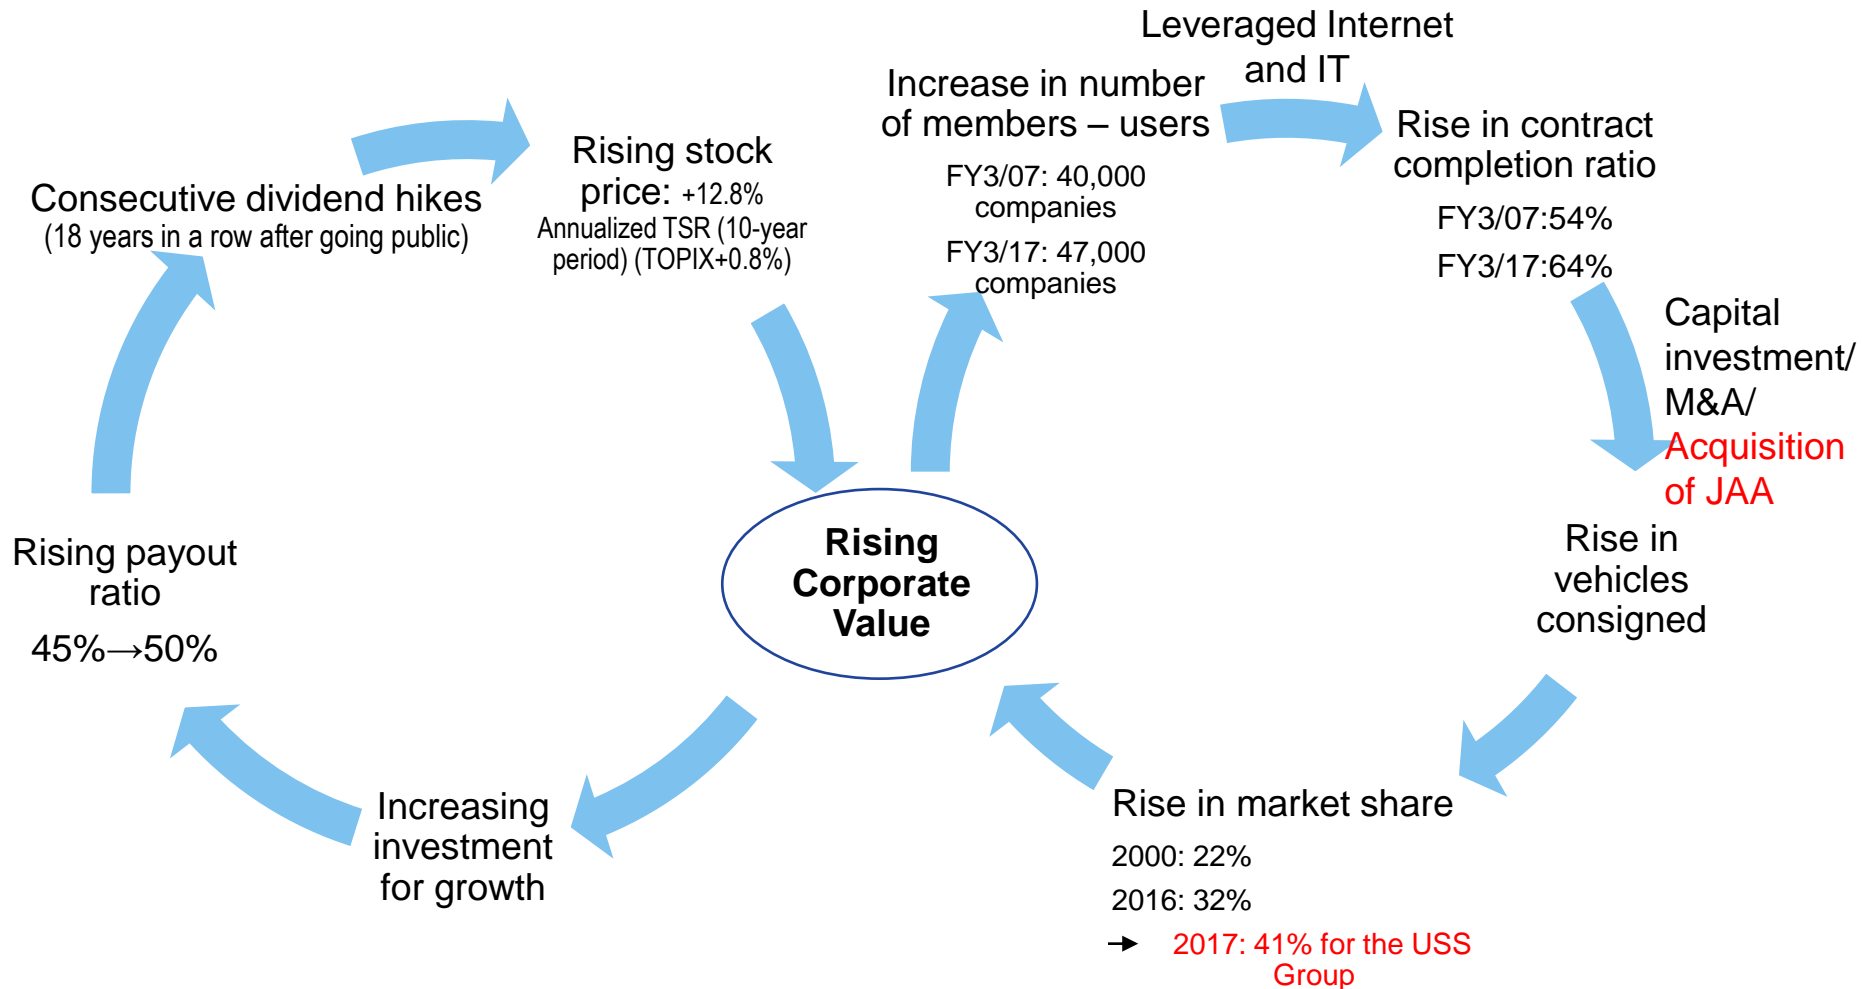 Leveraged Internet
and IT
Increase in number
of members – users
FY3/07: 40,000
companies
FY3/17: 47,000
companies
Rise in contract
completion ratio
FY3/07:54%
FY3/17:64%
Capital
investment/
M&A/
Acquisition
of JAA
Rise in
vehicles
consigned
Rise in market share
2000: 22%
2016: 32%
→ 2017: 41% for the USS
Group
Rising
Corporate
Value
Increasing
investment
for growth
Rising payout
ratio
45%→50%
Consecutive dividend hikes
(18 years in a row after going public)
Rising stock
price: +12.8%
Annualized TSR (10-year
period) (TOPIX+0.8%)